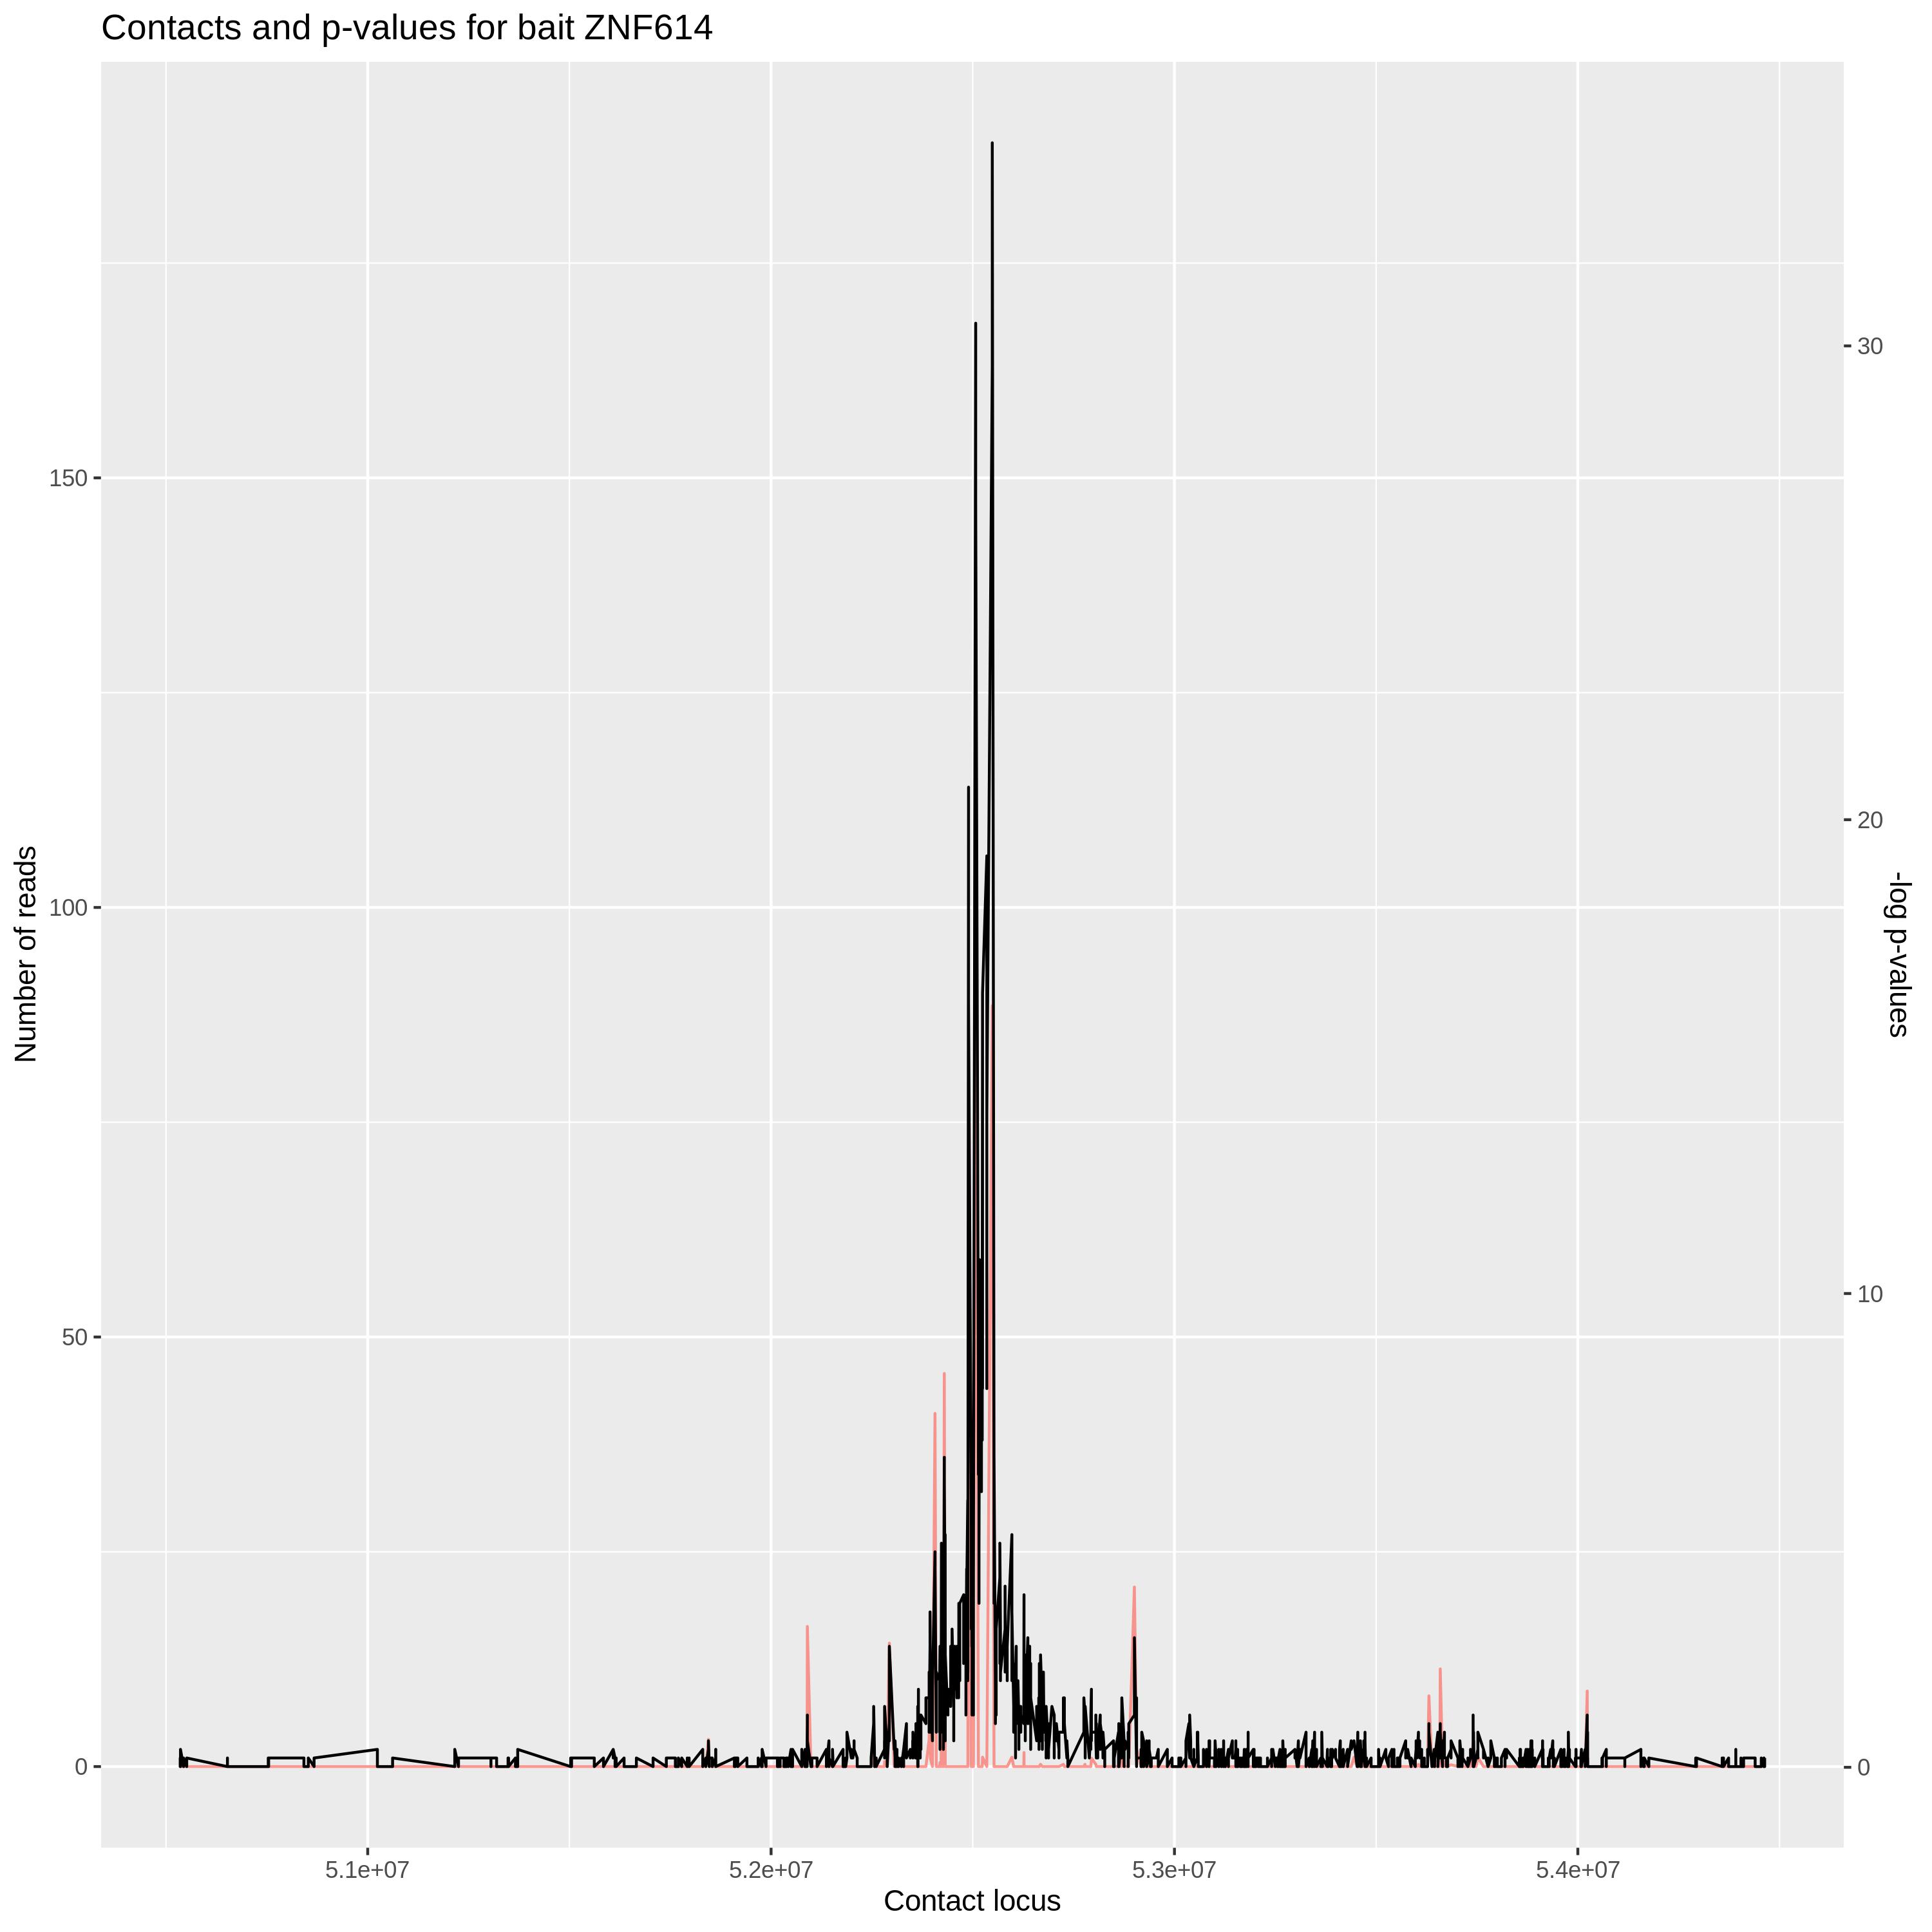 Contacts and p-values for bait ZNF614
Number of reads
150
100
50
0
30
20
10
0
-log p-values
5.1e+07 5.2e+07 5.3e+07 5.4e+07
Contact locus